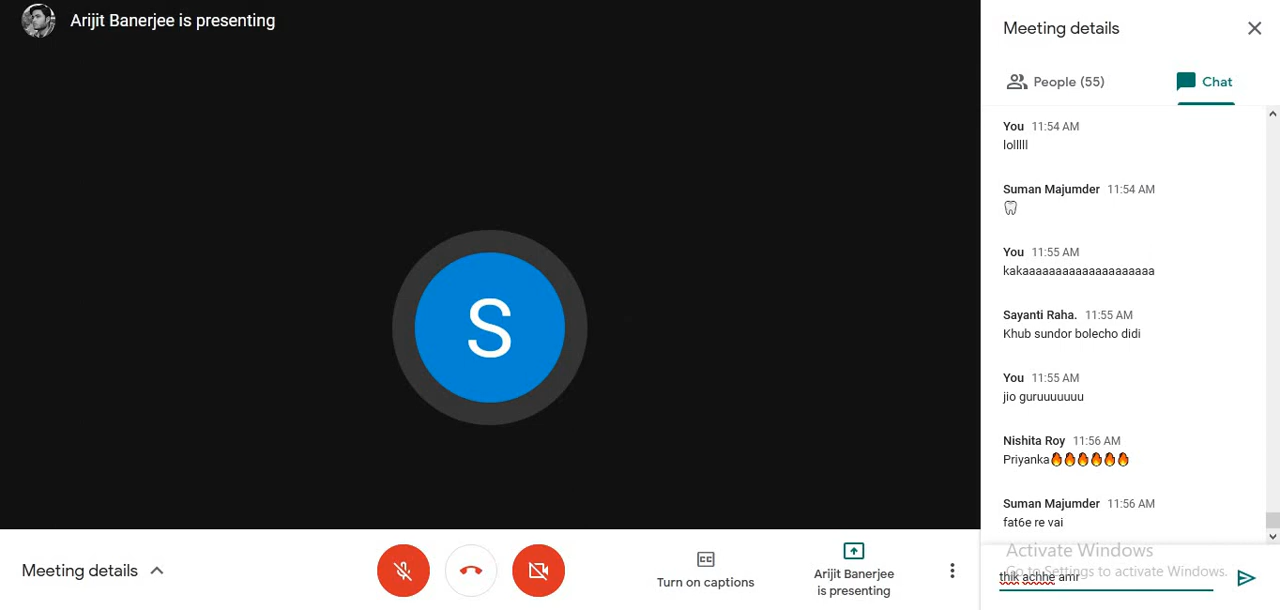 Arijit Banerjee is presenting
S
Meeting details
People (55)
Chat
You 11:54 AM
lolllll
Suman Majumder 11:54 AM
🦷
You 11:55 AM
kakaaaaaaaaaaaaaaaaaaaa
Sayanti Raha. 11:55 AM
Khub sundor bolecho didi
You 11:55 AM
jio guruuuuuuu
Nishita Roy 11:56 AM
Priyanka🔥🔥🔥🔥🔥🔥
Suman Majumder 11:56 AM
fat6e re vai
Activate Windows
Go to Settings to activate Windows.
thik achhe amr
Meeting details
CC
Turn on captions
Arijit Banerjee
is presenting